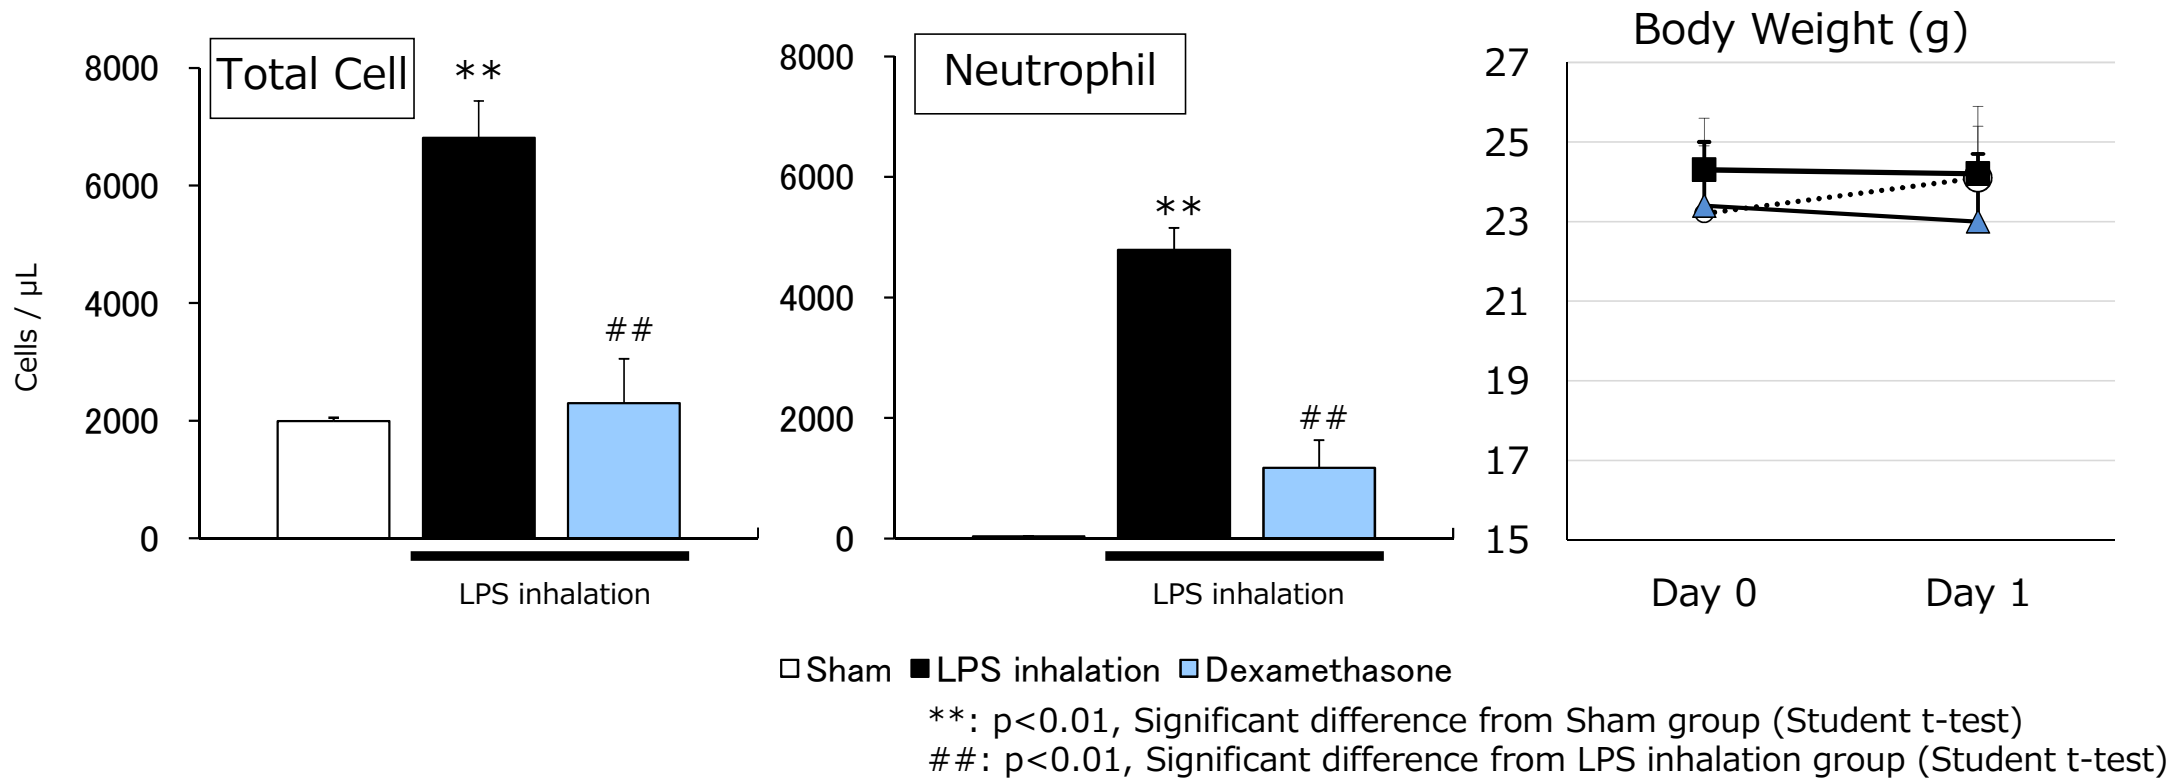 Total Cell
**
##
8000
6000
4000
2000
0
Cells / µL
LPS inhalation
Neutrophil
**
##
8000
6000
4000
2000
0
LPS inhalation
Body Weight (g)
27
25
23
21
19
17
15
Day 0 Day 1
Sham LPS inhalation Dexamethasone
**: p<0.01, Significant difference from Sham group (Student t-test)
##: p<0.01, Significant difference from LPS inhalation group (Student t-test)